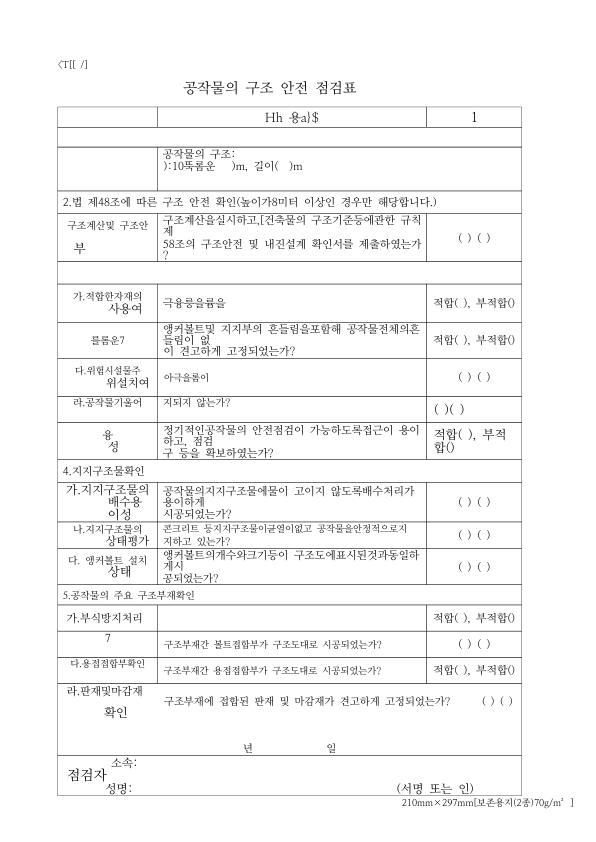 <T[[ /]
공작물의 구조 안전 점검표
Hh 용a}$ 1
공작물의 구조:
):10뚝롬운 )m, 길이( )m
2.법 제48조에 따른 구조 안전 확인(높이가8미터 이상인 경우만 해당합니다.)
구조계산및 구조안
부
구조계산을실시하고,[건축물의 구조기준등에관한 규칙
제
58조의 구조안전 및 내진설계 확인서를 제출하였는가
?
( ) ( )
가.적합한자재의
사용여
극융룽을륨을
적합( ), 부적합()
플룸운7
앵커볼트및 지지부의 흔들림을포함해 공작물전체의흔
들림이 없
이 견고하게 고정되었는가?
적합( ), 부적합()
다.위험시설물주
위설치여
아극을롬이
( ) ( )
라.공작물기울어
지되지 않는가?
( )( )
융
성
정기적인공작물의 안전점검이 가능하도록접근이 용이
하고, 점검
구 등을 확보하였는가?
적합( ), 부적
합()
4.지지구조물확인
가.지지구조물의
배수용
이성
공작물의지지구조물에물이 고이지 않도록배수처리가
용이하게
시공되었는가?
( ) ( )
나.지지구조물의
상태평가
콘크리트 등지지구조물이균열이없고 공작물을안정적으로지
지하고 있는가?
( ) ( )
다. 앵커볼트 설치
상태
앵커볼트의개수와크기등이 구조도에표시된것과동일하
게시
공되었는가?
( ) ( )
5.공작물의 주요 구조부재확인
가.부식방지처리
적합( ), 부적합()
7
구조부재간 볼트접합부가 구조도대로 시공되었는가?
( ) ( )
다.용접접합부확인
구조부재간 용접접합부가 구조도대로 시공되었는가?
적합( ), 부적합()
라.판재및마감재
확인
구조부재에 접합된 판재 및 마감재가 견고하게 고정되었는가?
( ) ( )
년 일
소속:
점검자
성명: (서명 또는 인)
210mm×297mm[보존용지(2종)70g/㎡ ]